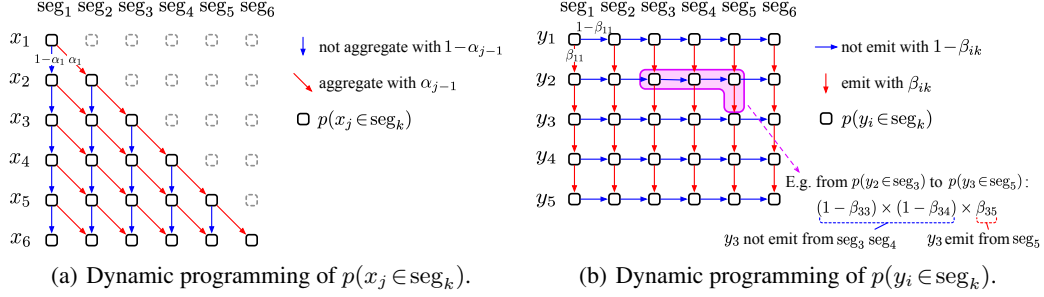 seg₁ seg₂ seg₃ seg₄ seg₅ seg₆
x₁
1−α₁ α₁
x₂
x₃
x₄
x₅
x₆
not aggregate with 1−αⱼ₋₁
aggregate with αⱼ₋₁
p(xⱼ∈segₖ)
(a) Dynamic programming of p(xⱼ∈segₖ).
seg₁ seg₂ seg₃ seg₄ seg₅ seg₆
1−β₁₁
y₁
β₁₁
y₂
y₃
y₄
y₅
not emit with 1−βᵢₖ
emit with βᵢₖ
p(yᵢ∈segₖ)
E.g. from p(y₂∈seg₃) to p(y₃∈seg₅):
(1−β₃₃)×(1−β₃₄)×β₃₅
y₃ not emit from seg₃ seg₄ y₃ emit from seg₅
(b) Dynamic programming of p(yᵢ∈segₖ).